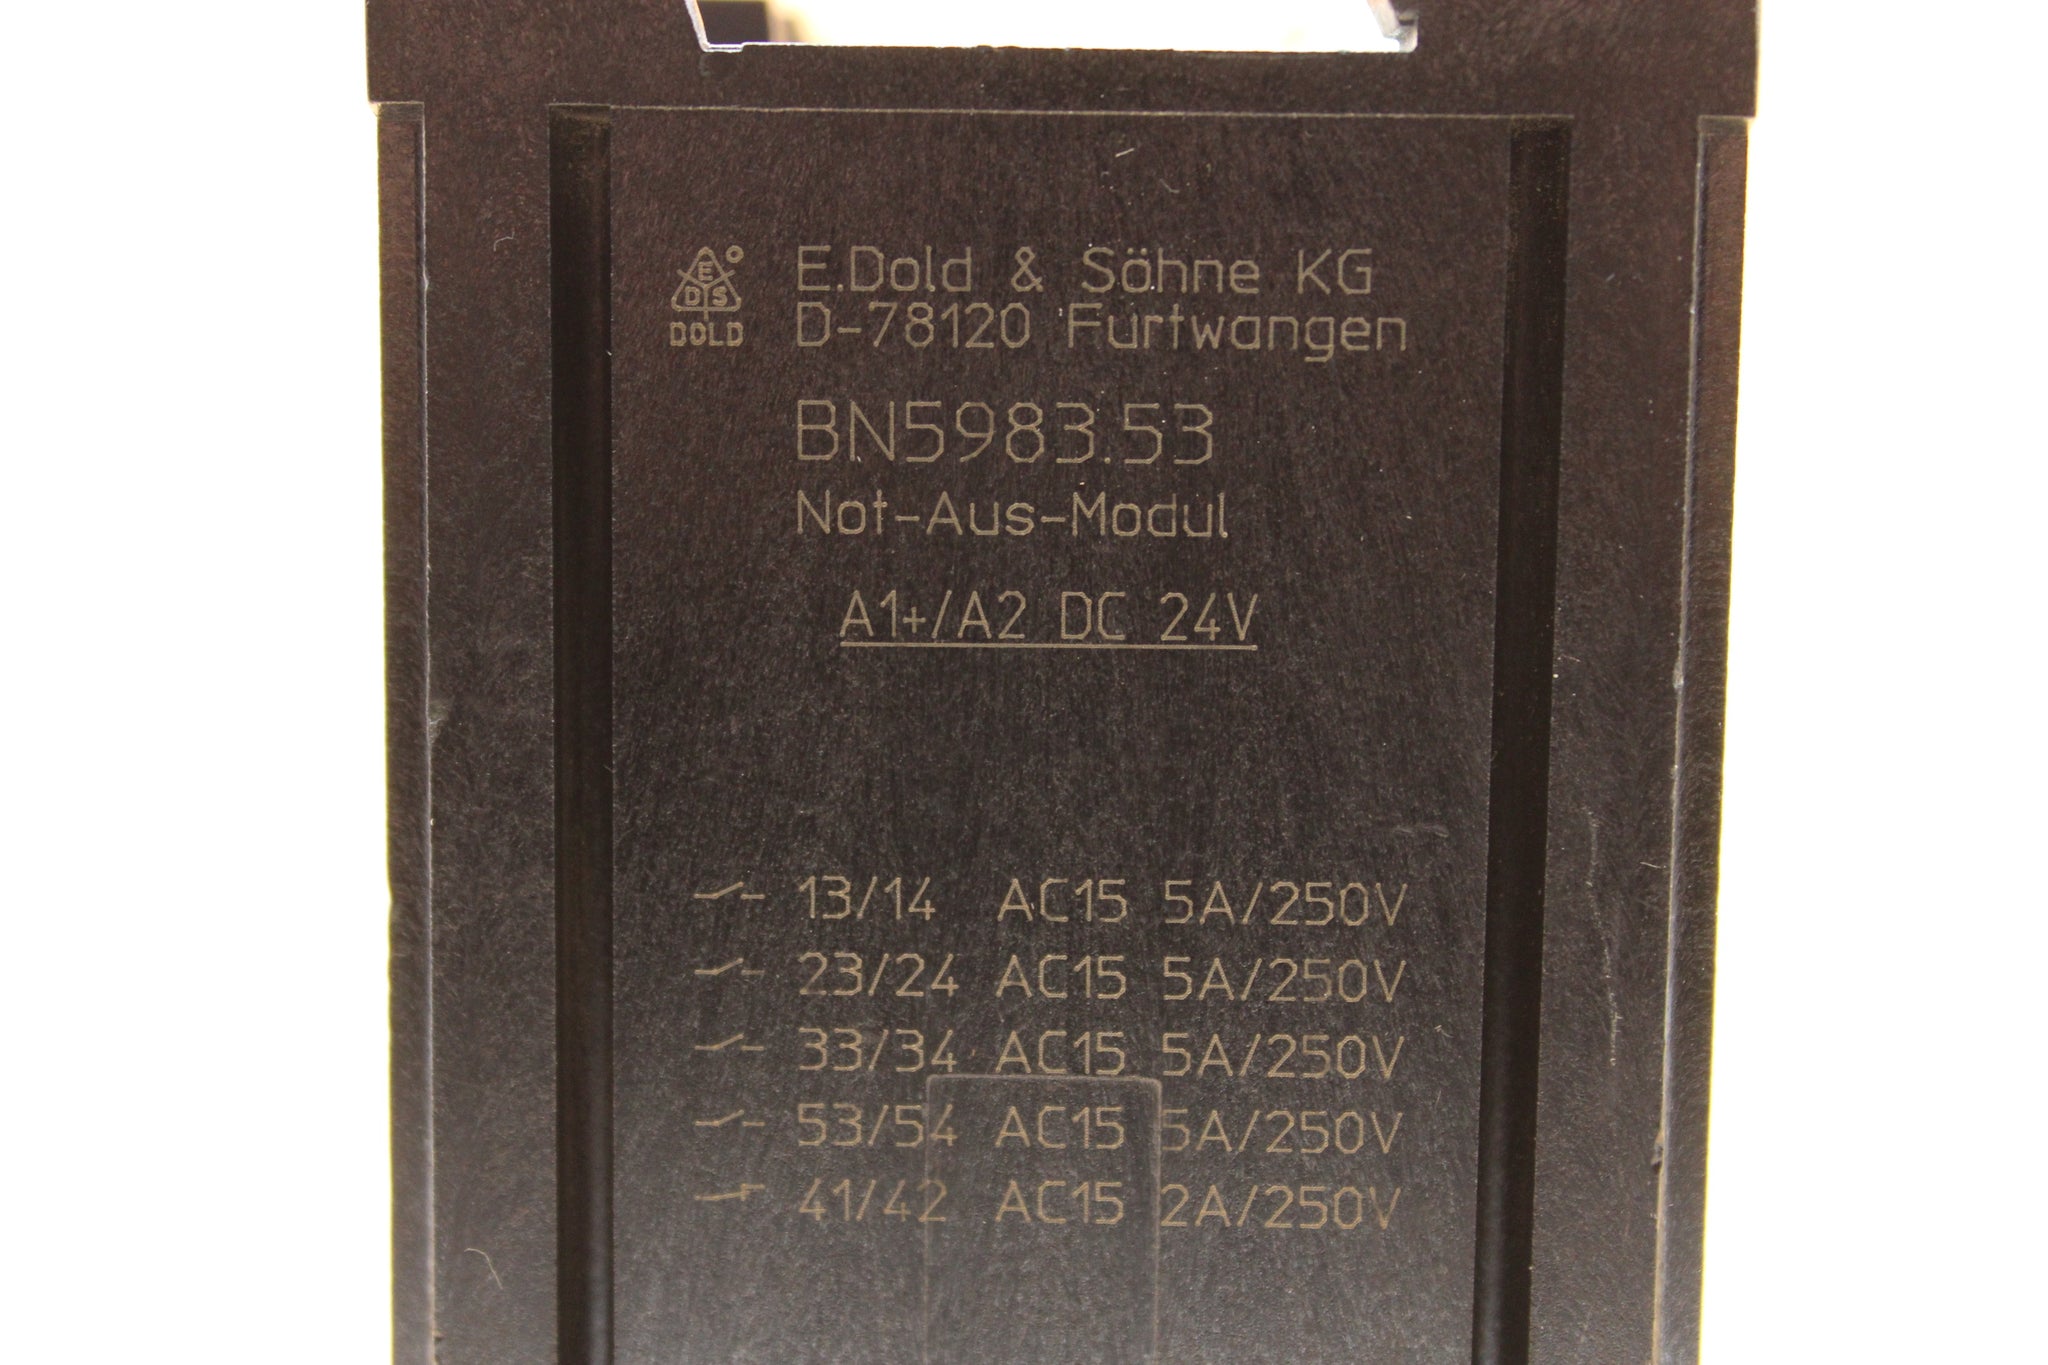 E DS
DOLD
E.Dold & Söhne KG
D-78120 Furtwangen
BN5983.53
Not-Aus-Modul
A1+/A2 DC 24V
13/14 AC15 5A/250V
23/24 AC15 5A/250V
33/34 AC15 5A/250V
53/54 AC15 5A/250V
41/42 AC15 2A/250V